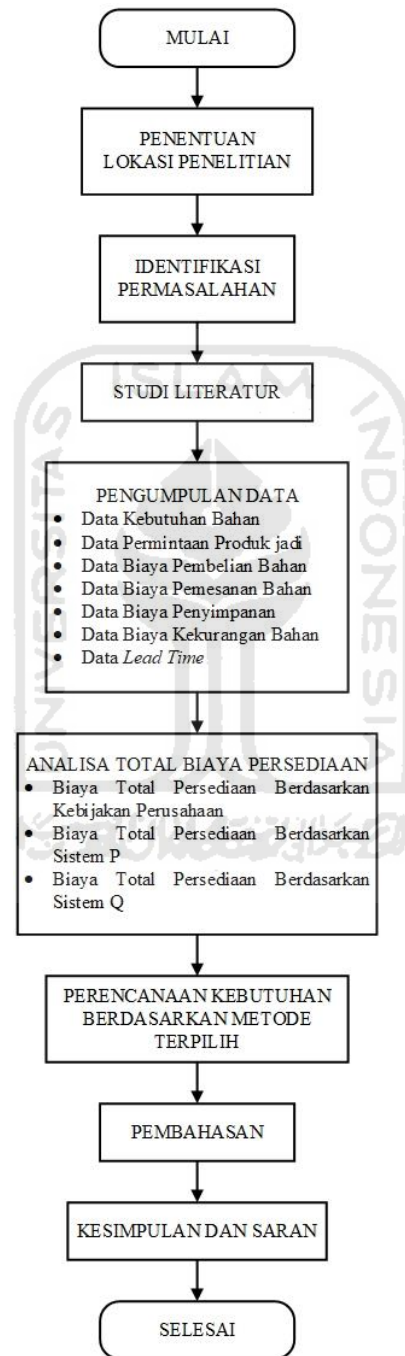 MULAI
PENENTUAN
LOKASI PENELITIAN
IDENTIFIKASI
PERMASALAHAN
STUDI LITERATUR
PENGUMPULAN DATA
• Data Kebutuhan Bahan
• Data Permintaan Produk jadi
• Data Biaya Pembelian Bahan
• Data Biaya Pemesanan Bahan
• Data Biaya Penyimpanan
• Data Biaya Kekurangan Bahan
• Data Lead Time
ANALISA TOTAL BIAYA PERSEDIAAN
• Biaya Total Persediaan Berdasarkan
Kebijakan Perusahaan
• Biaya Total Persediaan Berdasarkan
Sistem P
• Biaya Total Persediaan Berdasarkan
Sistem Q
PERENCANAAN KEBUTUHAN
BERDASARKAN METODE
TERPILIH
PEMBAHASAN
KESIMPULAN DAN SARAN
SELESAI
UNIVERSITAS
ISLAM
INDONESIA